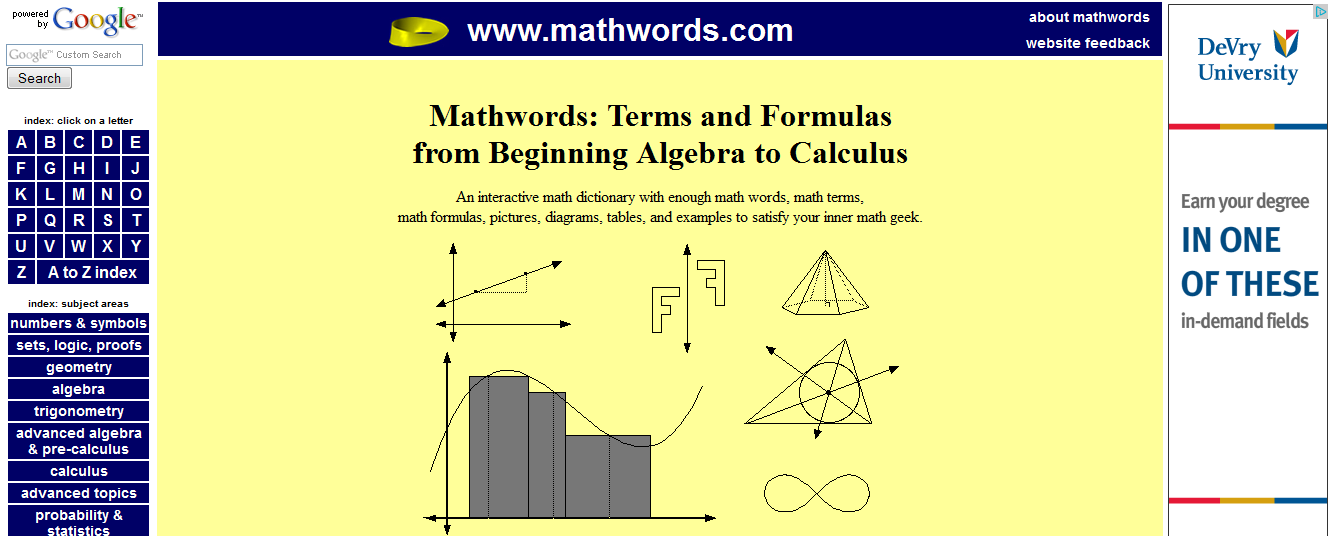 powered
by Google™
Google™ Custom Search
Search
index: click on a letter
A B C D E
F G H I J
K L M N O
P Q R S T
U V W X Y
Z A to Z index
index: subject areas
numbers & symbols
sets, logic, proofs
geometry
algebra
trigonometry
advanced algebra
& pre-calculus
calculus
advanced topics
probability &
statistics
www.mathwords.com
about mathwords
website feedback
Mathwords: Terms and Formulas
from Beginning Algebra to Calculus
An interactive math dictionary with enough math words, math terms,
math formulas, pictures, diagrams, tables, and examples to satisfy your inner math geek.
F
DeVry
University
Earn your degree
IN ONE
OF THESE
in-demand fields